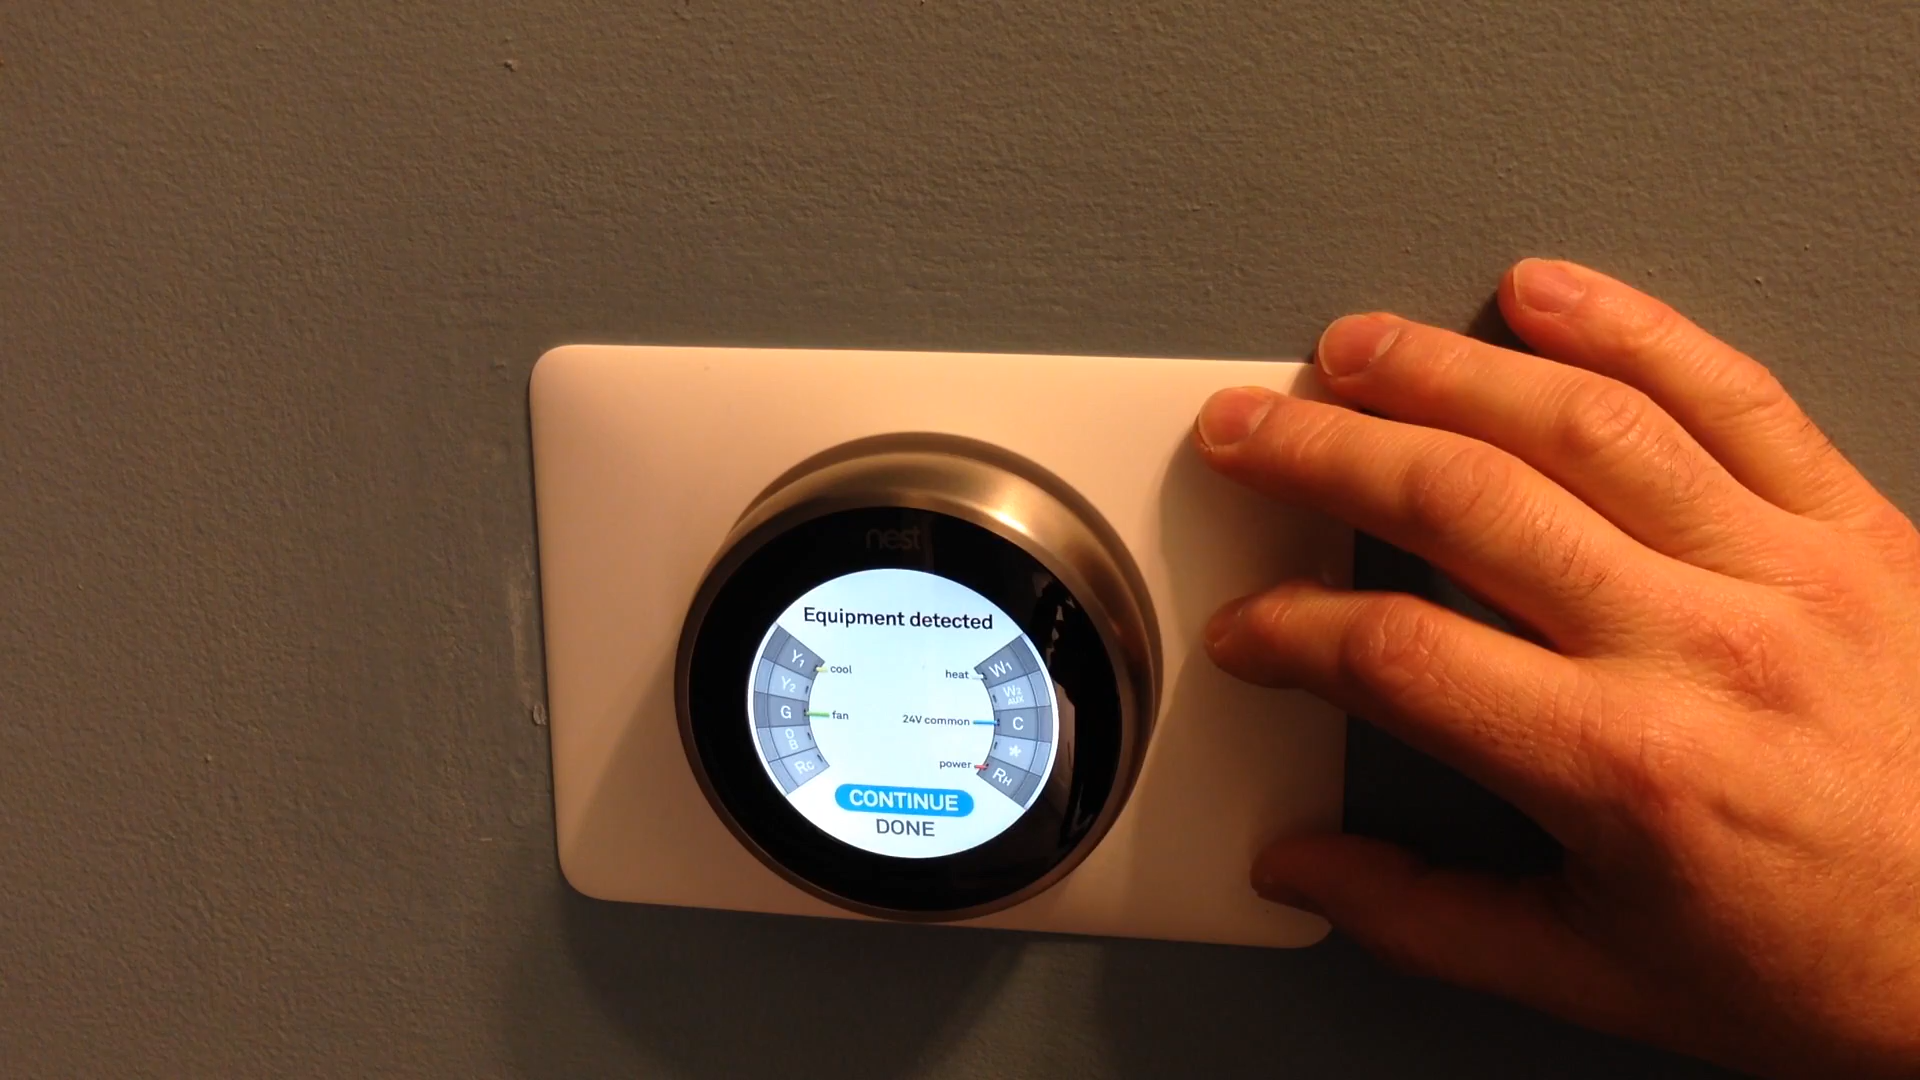 nest
Equipment detected
Y1
cool
Y2
G
fan
O
B
Rc
heat
W1
W2
AUX
24V common
C
*
power
RH
CONTINUE
DONE